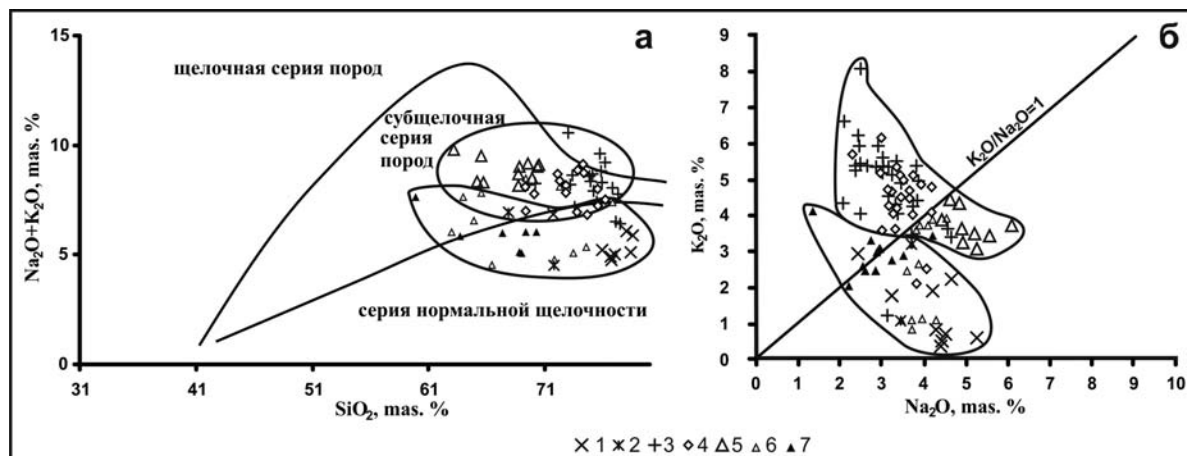 а
15
10
5
0
Na₂O+K₂O, mas. %
щелочная серия пород
субщелочная
серия
пород
серия нормальной щелочности
31 41 51 61 71
SiO₂, mas. %
б
9
8
7
6
5
4
3
2
1
0
K₂O, mas. %
K₂O/Na₂O=1
0 1 2 3 4 5 6 7 8 9 10
Na₂O, mas. %
1 2 3 4 5 6 7